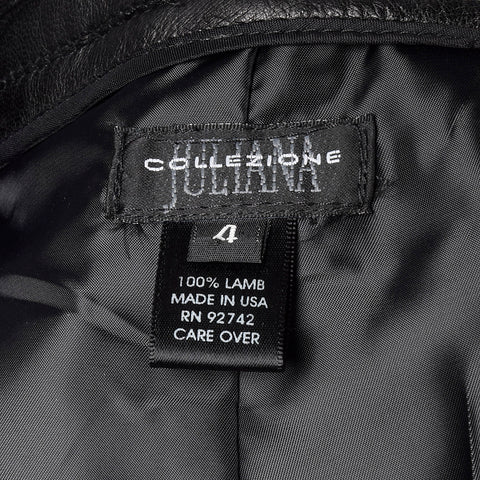 COLLEZIONE
JULIANA
4
100% LAMB
MADE IN USA
RN 92742
CARE OVER